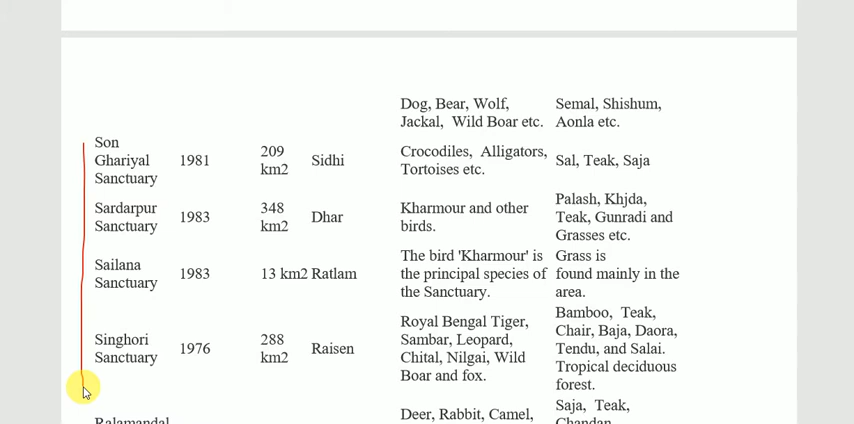 Dog, Bear, Wolf, Semal, Shishum,
Jackal, Wild Boar etc. Aonla etc.
Son
Ghariyal
Sanctuary
1981
209
km2
Sidhi
Crocodiles, Alligators,
Tortoises etc.
Sal, Teak, Saja
Sardarpur
Sanctuary
1983
348
km2
Dhar
Kharmour and other
birds.
Palash, Khjda,
Teak, Gunradi and
Grasses etc.
Sailana
Sanctuary
1983
13 km2
Ratlam
The bird 'Kharmour' is
the principal species of
the Sanctuary.
Grass is
found mainly in the
area.
Singhori
Sanctuary
1976
288
km2
Raisen
Royal Bengal Tiger,
Sambar, Leopard,
Chital, Nilgai, Wild
Boar and fox.
Bamboo, Teak,
Chair, Baja, Daora,
Tendu, and Salai.
Tropical deciduous
forest.
Ralamandal
Deer, Rabbit, Camel,
Saja, Teak,
Chandan